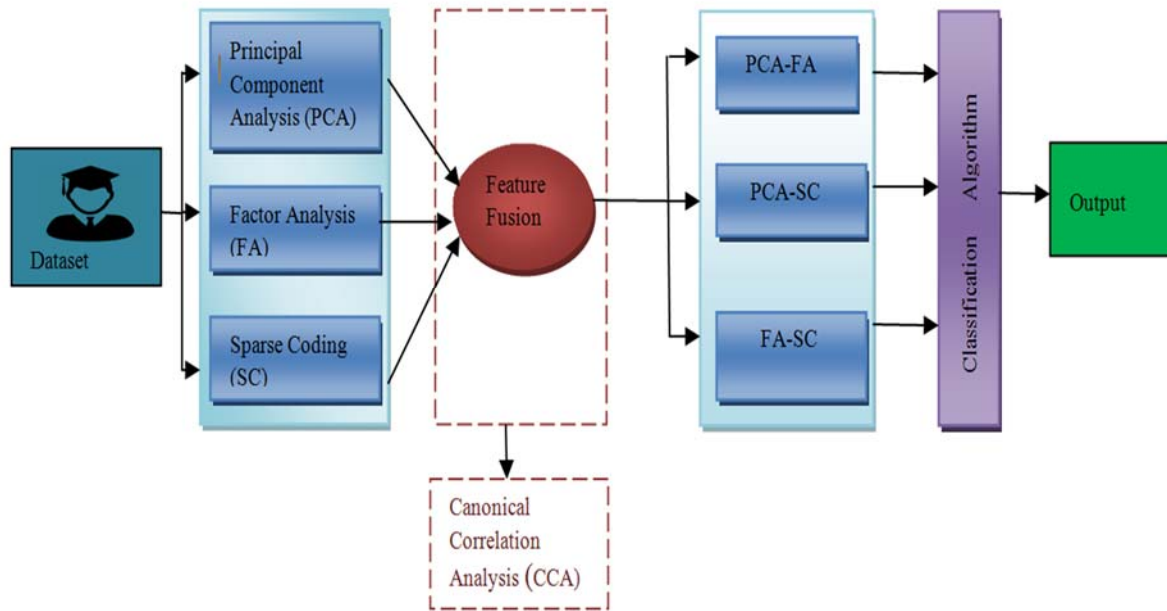 Dataset
Principal
Component
Analysis (PCA)
Factor Analysis
(FA)
Sparse Coding
(SC)
Feature
Fusion
Canonical
Correlation
Analysis (CCA)
PCA-FA
PCA-SC
FA-SC
Classification Algorithm
Output